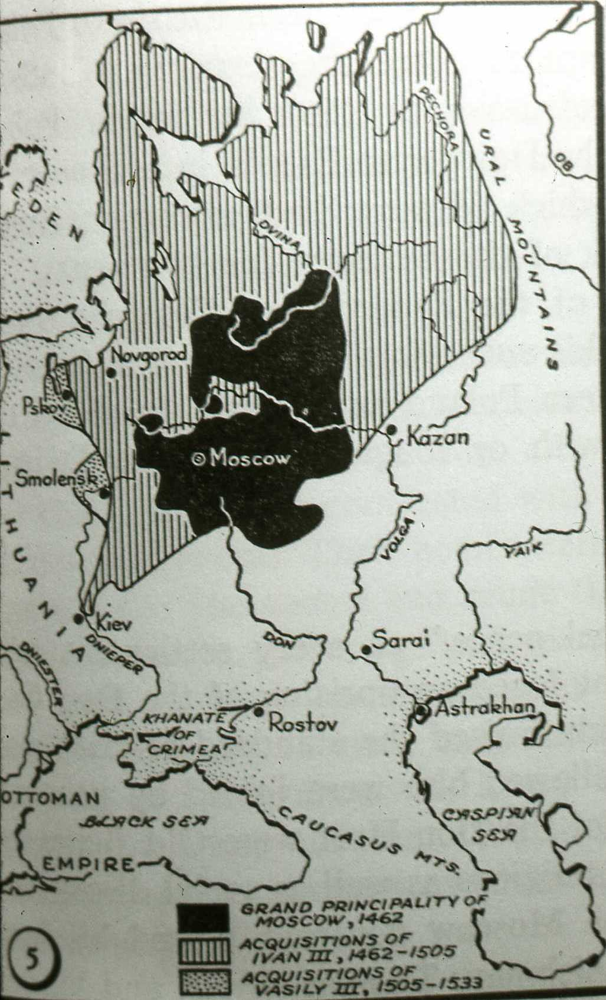 PECHORA
URAL MOUNTAINS
OB
EDEN
DVINA
Novgorod
Pskov
Kazan
Moscow
Smolensk
LITHUANIA
VOLGA
YAIK
Kiev
DNIEPER
DNIESTER
DON
Sarai
Astrakhan
Rostov
KHANATE
OF
CRIMEA
OTTOMAN
BLACK SEA
EMPIRE
CAUCASUS MTS.
CASPIAN
SEA
GRAND PRINCIPALITY OF
MOSCOW, 1462
ACQUISITIONS OF
IVAN III, 1462-1505
ACQUISITIONS OF
VASILY III, 1505-1533
5